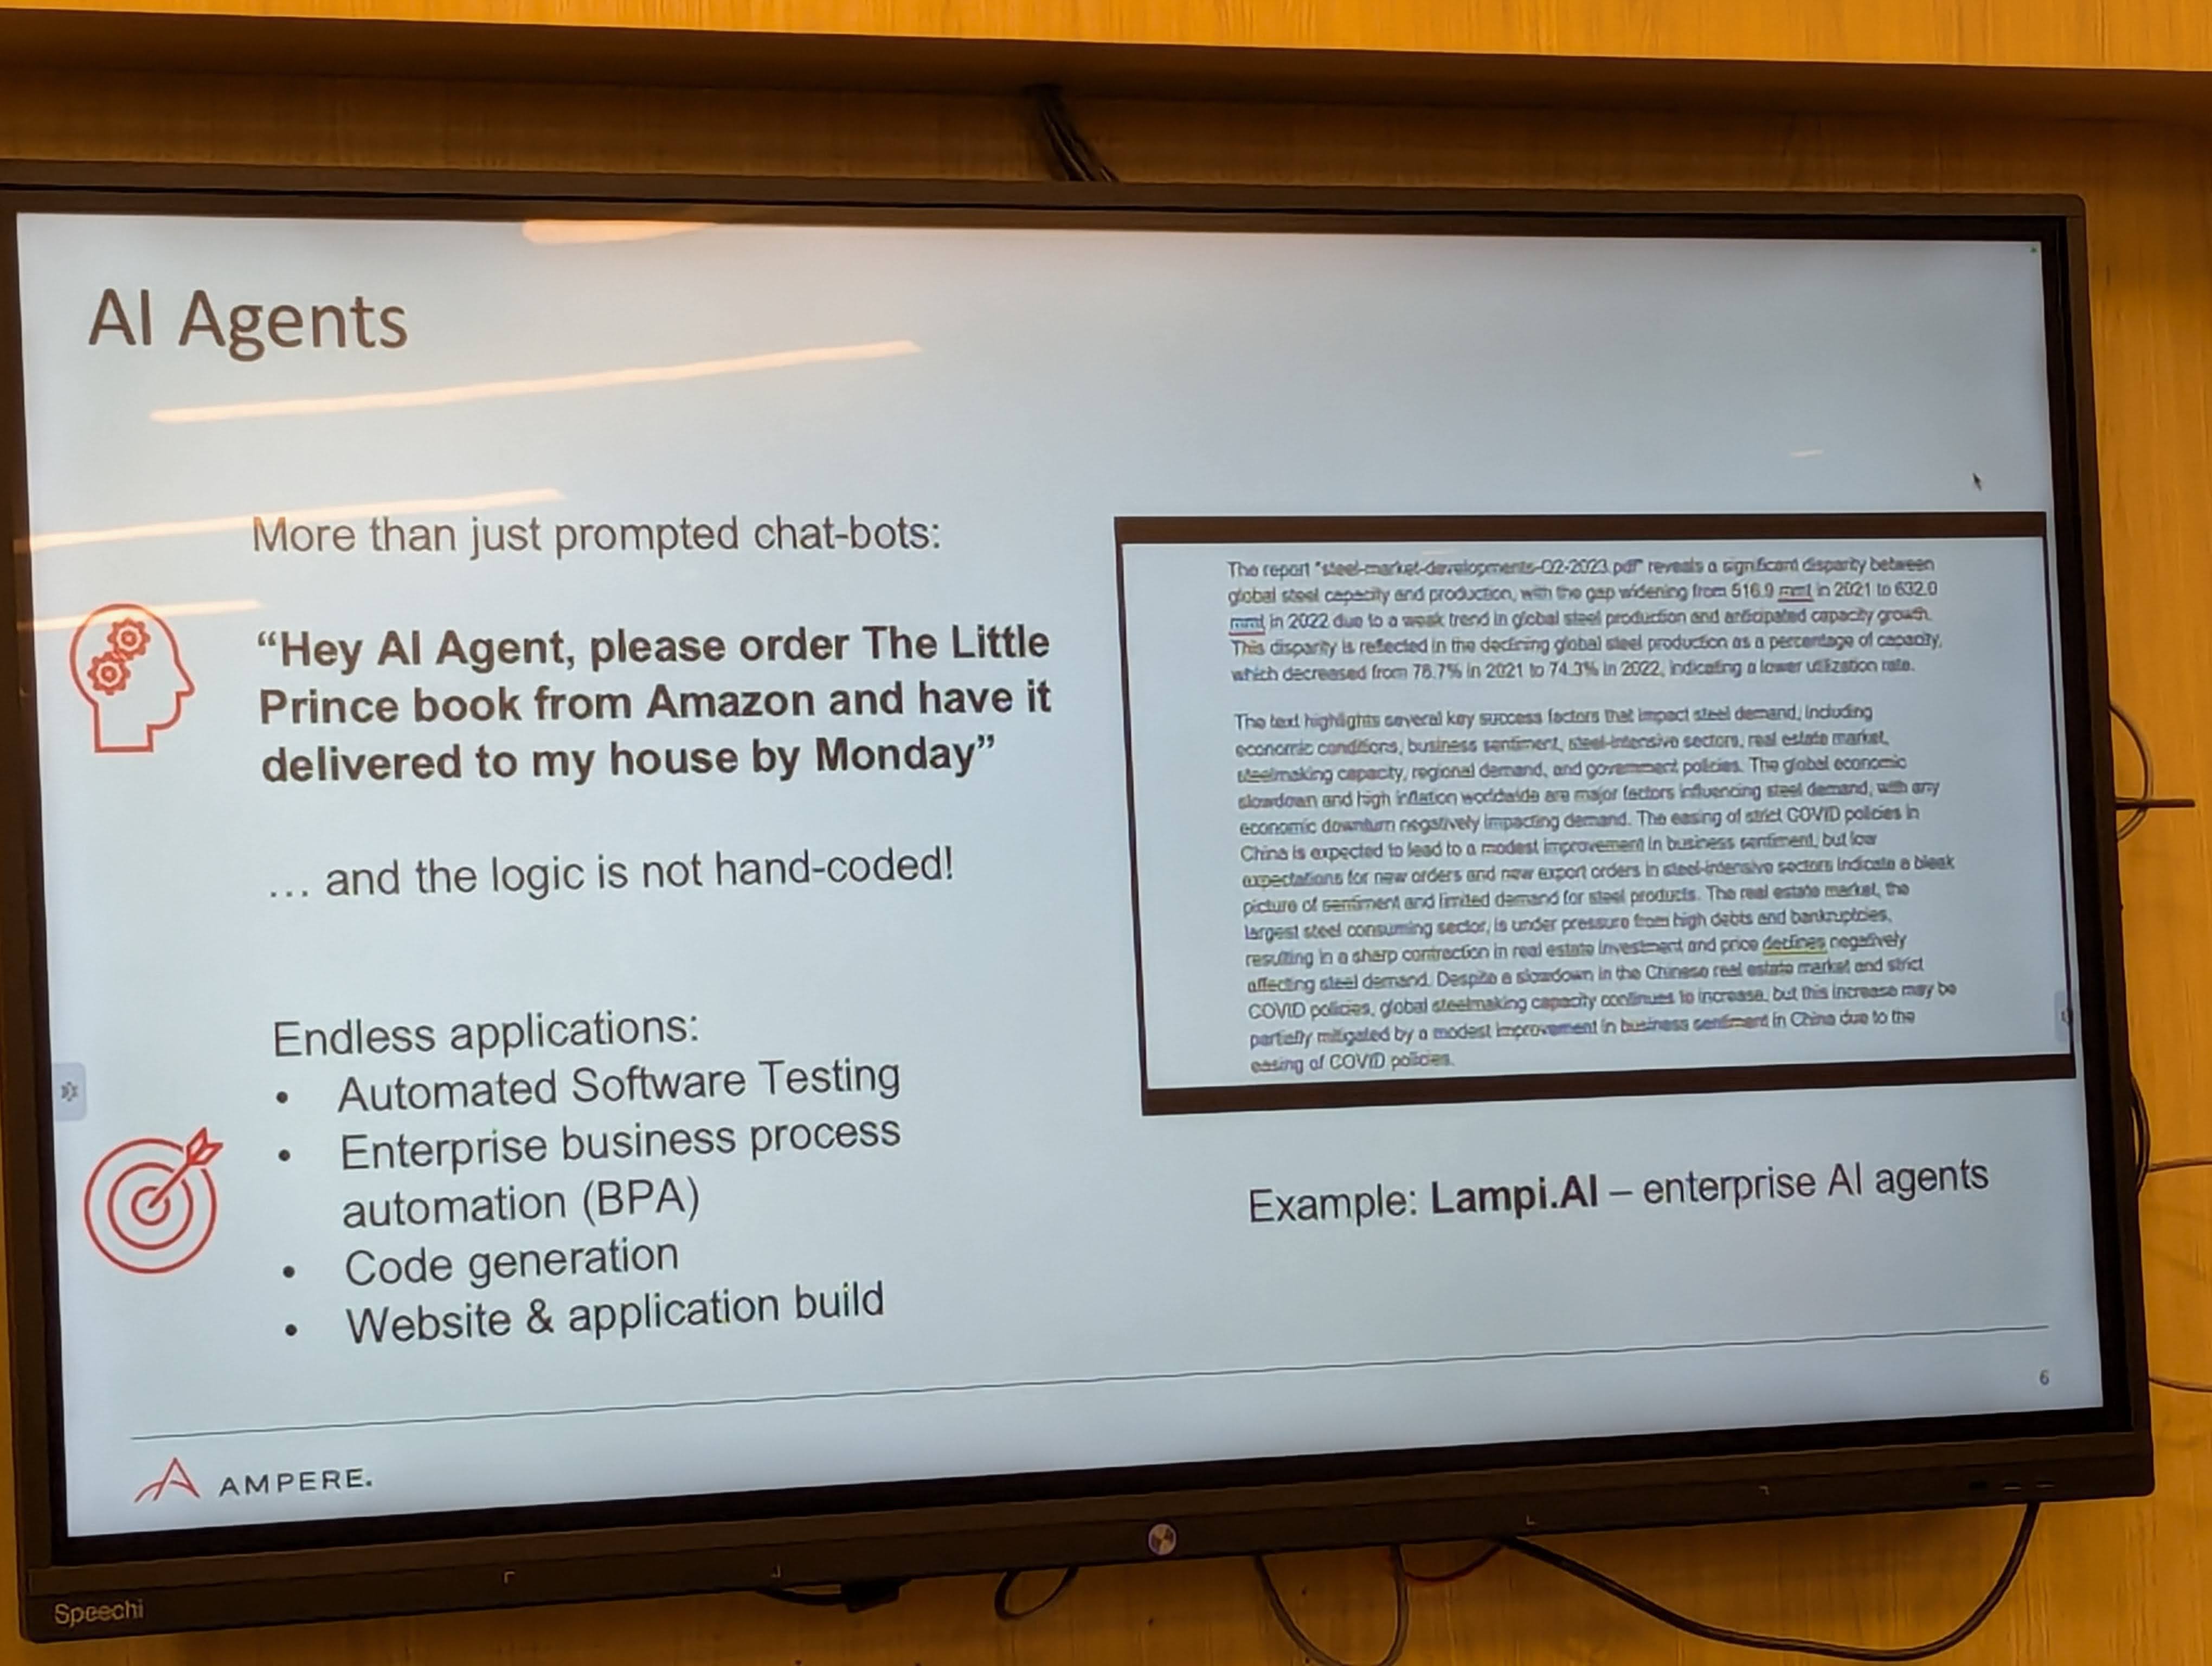 AI Agents
More than just prompted chat-bots:
“Hey AI Agent, please order The Little
Prince book from Amazon and have it
delivered to my house by Monday”
… and the logic is not hand-coded!
Endless applications:
• Automated Software Testing
• Enterprise business process
automation (BPA)
• Code generation
• Website & application build
The report "steel-market-developments-Q2-2023.pdf" reveals a significant disparity between
global steel capacity and production, with the gap widening from 516.9 mmt in 2021 to 632.0
mmt in 2022 due to a weak trend in global steel production and anticipated capacity growth.
This disparity is reflected in the declining global steel production as a percentage of capacity,
which decreased from 78.7% in 2021 to 74.3% in 2022, indicating a lower utilization rate.
The text highlights several key success factors that impact steel demand, including
economic conditions, business sentiment, steel-intensive sectors, real estate market,
steelmaking capacity, regional demand, and government policies. The global economic
slowdown and high inflation worldwide are major factors influencing steel demand, with any
economic downturn negatively impacting demand. The easing of strict COVID policies in
China is expected to lead to a modest improvement in business sentiment, but low
expectations for new orders and new export orders in steel-intensive sectors indicate a bleak
picture of sentiment and limited demand for steel products. The real estate market, the
largest steel consuming sector, is under pressure from high debts and bankruptcies,
resulting in a sharp contraction in real estate investment and price declines negatively
affecting steel demand. Despite a slowdown in the Chinese real estate market and strict
COVID policies, global steelmaking capacity continues to increase, but this increase may be
partially mitigated by a modest improvement in business sentiment in China due to the
easing of COVID policies.
Example: Lampi.AI – enterprise AI agents
6
AMPERE.
Speechi